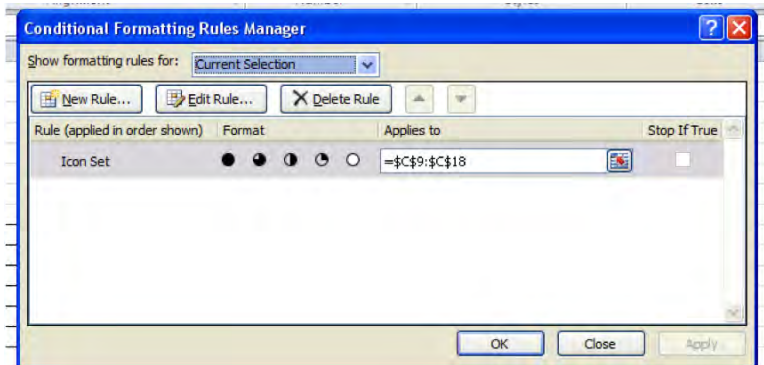 Conditional Formatting Rules Manager
Show formatting rules for: Current Selection
New Rule... Edit Rule... Delete Rule
Rule (applied in order shown) Format Applies to Stop If True
Icon Set =$C$9:$C$18
OK Close Apply